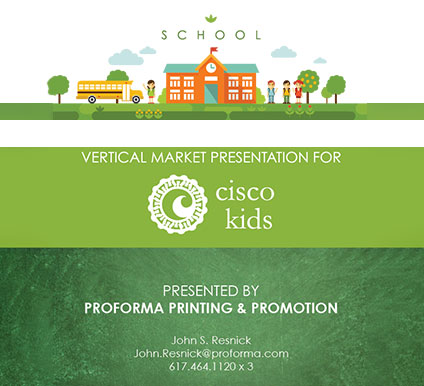 SCHOOL
VERTICAL MARKET PRESENTATION FOR
cisco
kids
PRESENTED BY
PROFORMA PRINTING & PROMOTION
John S. Resnick
John.Resnick@proforma.com
617.464.1120 x 3